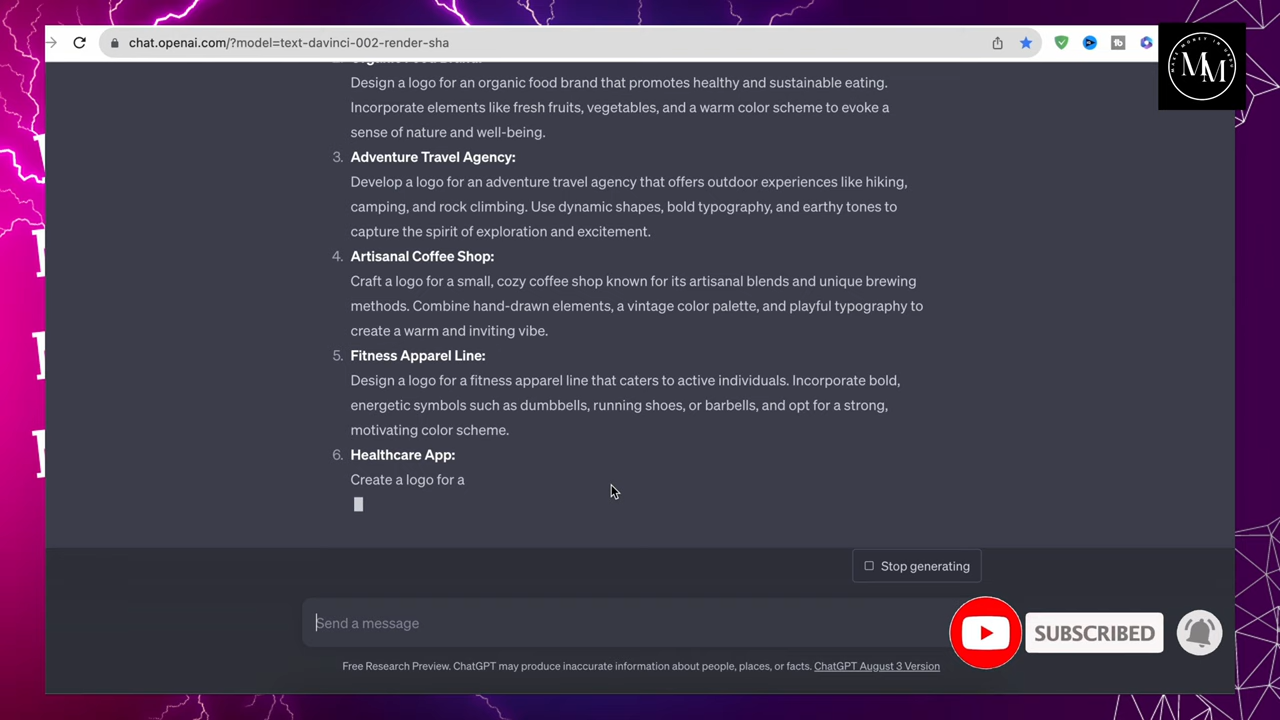 chat.openai.com/?model=text-davinci-002-render-sha
MM
Design a logo for an organic food brand that promotes healthy and sustainable eating.
Incorporate elements like fresh fruits, vegetables, and a warm color scheme to evoke a
sense of nature and well-being.
3. Adventure Travel Agency:
Develop a logo for an adventure travel agency that offers outdoor experiences like hiking,
camping, and rock climbing. Use dynamic shapes, bold typography, and earthy tones to
capture the spirit of exploration and excitement.
4. Artisanal Coffee Shop:
Craft a logo for a small, cozy coffee shop known for its artisanal blends and unique brewing
methods. Combine hand-drawn elements, a vintage color palette, and playful typography to
create a warm and inviting vibe.
5. Fitness Apparel Line:
Design a logo for a fitness apparel line that caters to active individuals. Incorporate bold,
energetic symbols such as dumbbells, running shoes, or barbells, and opt for a strong,
motivating color scheme.
6. Healthcare App:
Create a logo for a
Stop generating
Send a message
SUBSCRIBED
Free Research Preview. ChatGPT may produce inaccurate information about people, places, or facts. ChatGPT August 3 Version